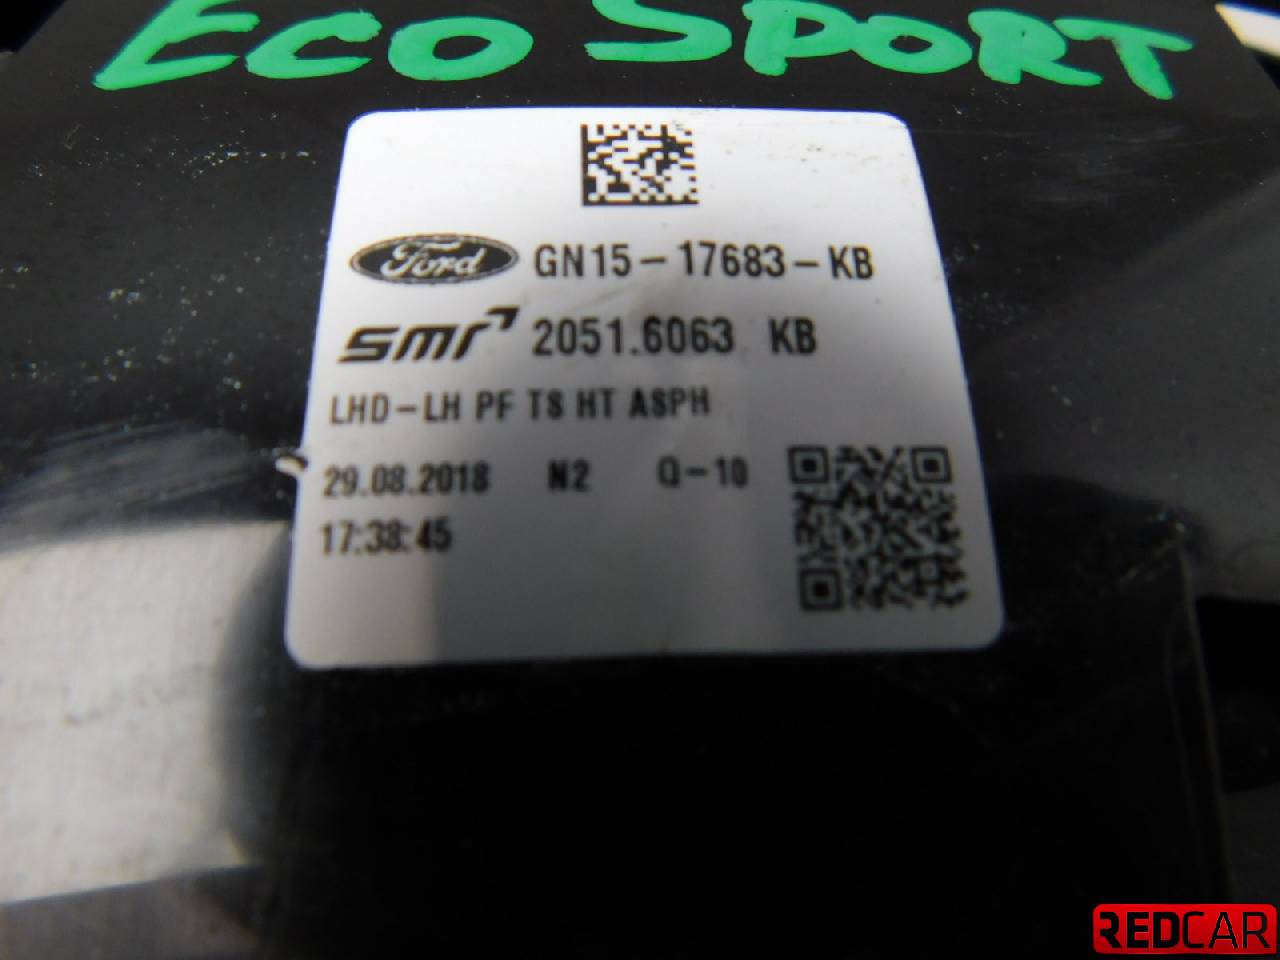 ECO SPORT
Ford GN15-17683-KB
smr 2051.6063 KB
LHD-LH PF TS HT ASPH
29.08.2018 N2 Q-10
17:38:45
REDCAR